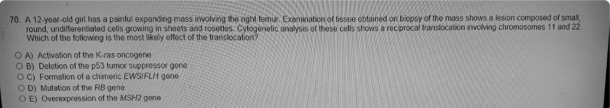 70. A 12-year-old girl has a painful expanding mass involving the right femur. Examination of tissue obtained on biopsy of the mass shows a lesion composed of small,
round, undifferentiated cells growing in sheets and rosettes. Cytogenetic analysis of these cells shows a reciprocal translocation involving chromosomes 11 and 22.
Which of the following is the most likely effect of the translocation?
A) Activation of the K-ras oncogene
B) Deletion of the p53 tumor suppressor gene
C) Formation of a chimeric EWS/FLI1 gene
D) Mutation of the RB gene
E) Overexpression of the MSH2 gene